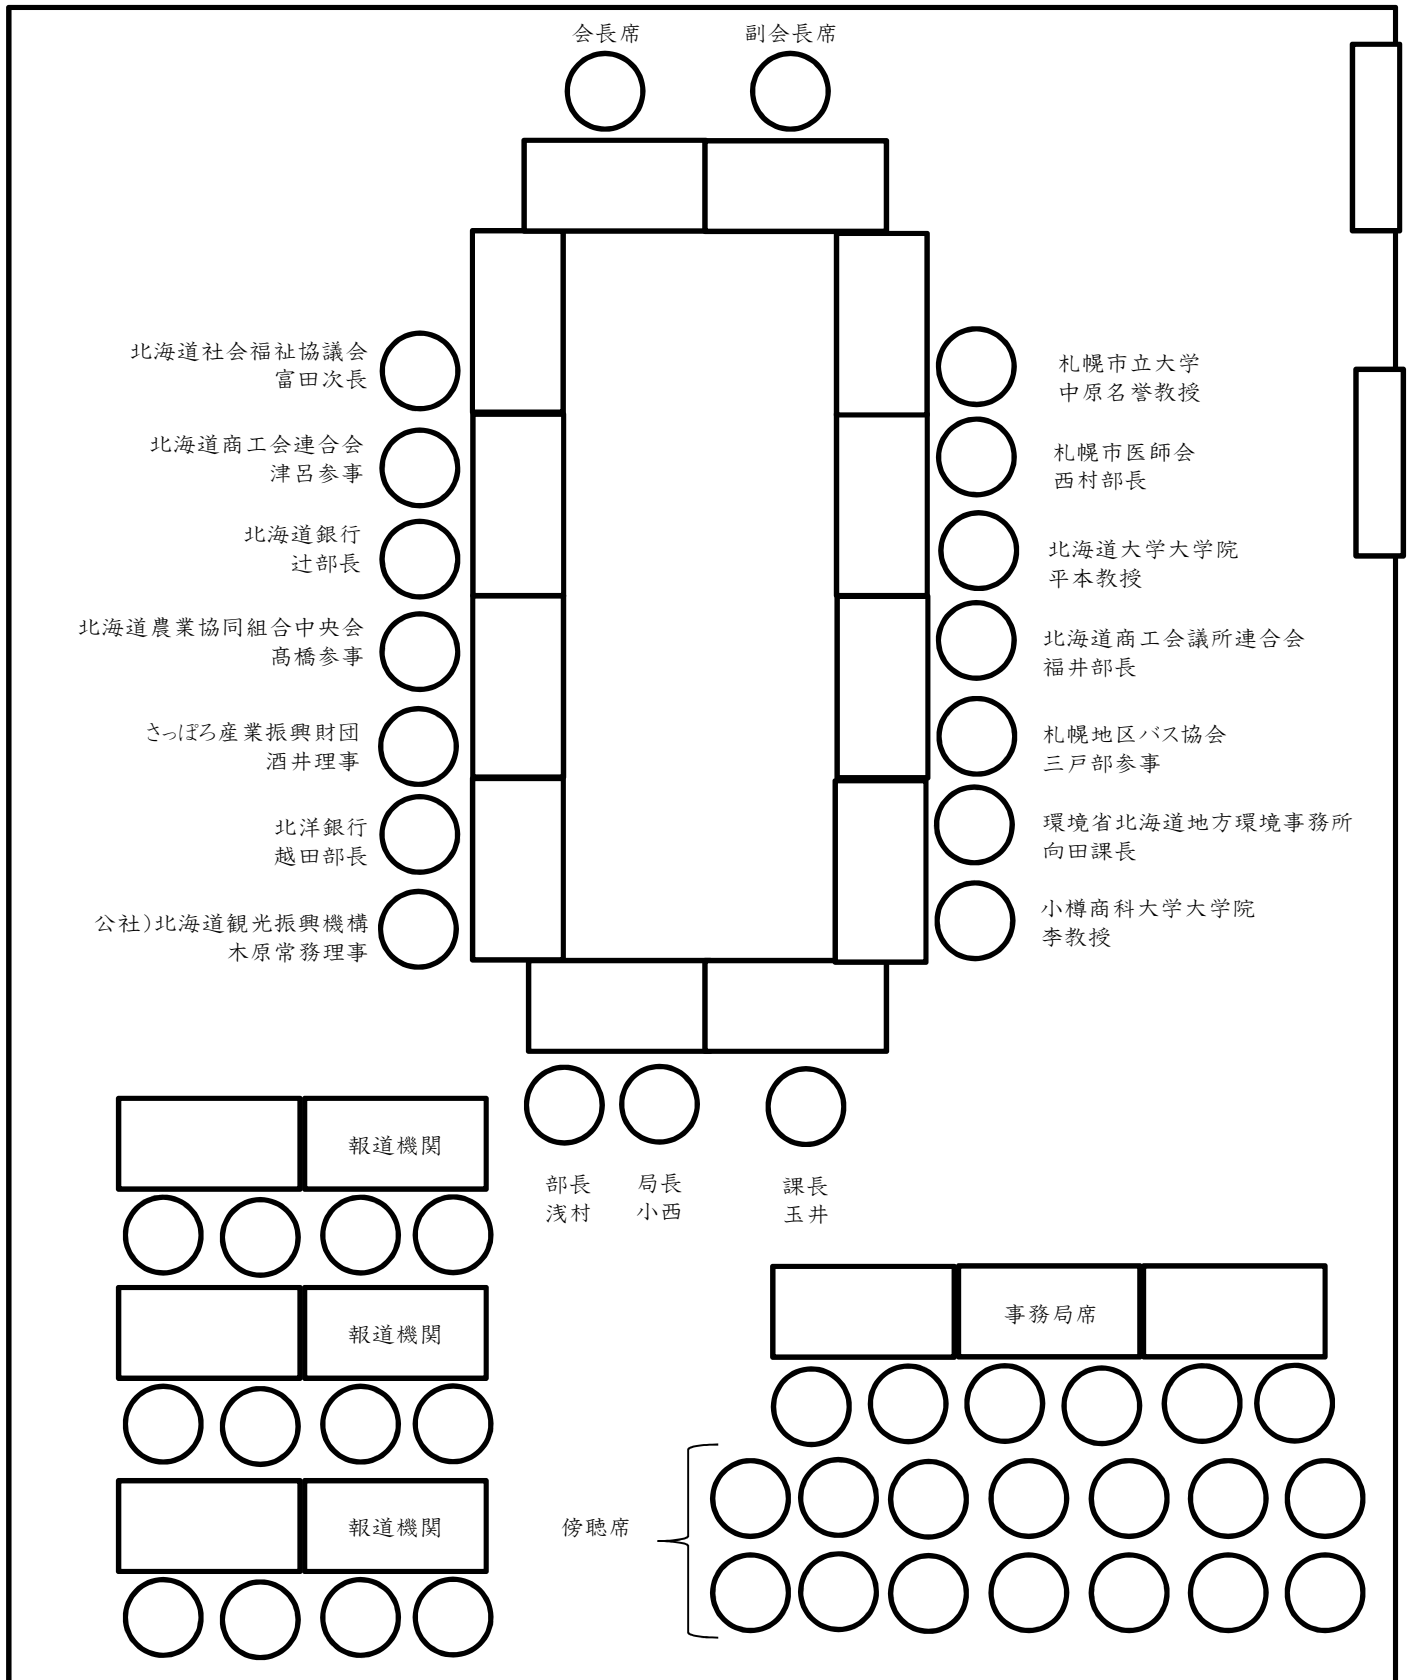 会長席
副会長席
北海道社会福祉協議会
富田次長
北海道商工会連合会
津呂参事
北海道銀行
辻部長
北海道農業協同組合中央会
髙橋参事
さっぽろ産業振興財団
酒井理事
北洋銀行
越田部長
公社)北海道観光振興機構
木原常務理事
札幌市立大学
中原名誉教授
札幌市医師会
西村部長
北海道大学大学院
平本教授
北海道商工会議所連合会
福井部長
札幌地区バス協会
三戸部参事
環境省北海道地方環境事務所
向田課長
小樽商科大学大学院
李教授
部長
浅村
局長
小西
課長
玉井
報道機関
報道機関
報道機関
事務局席
傍聴席